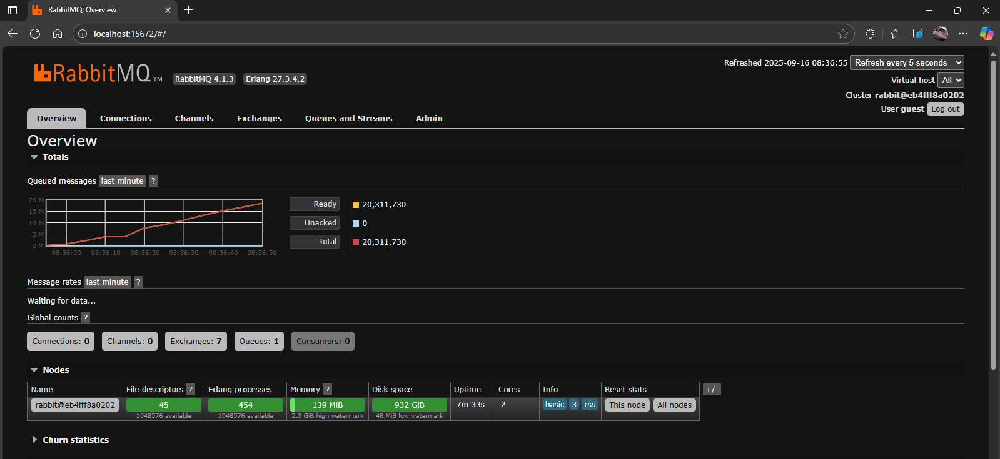 RabbitMQ: Overview
localhost:15672/#/
Refreshed 2025-09-16 08:36:55 Refresh every 5 seconds
RabbitMQ™ RabbitMQ 4.1.3 Erlang 27.3.4.2
Virtual host All
Cluster rabbit@eb4fff8a0202
User guest Log out
Overview Connections Channels Exchanges Queues and Streams Admin
Overview
Totals
Queued messages last minute ?
20 M
15 M
10 M
5 M
0 M
08:36:00 08:36:10 08:36:20 08:36:30 08:36:40 08:36:50
Ready 20,311,730
Unacked 0
Total 20,311,730
Message rates last minute ?
Waiting for data...
Global counts ?
Connections: 0 Channels: 0 Exchanges: 7 Queues: 1 Consumers: 0
Nodes
Name File descriptors ? Erlang processes Memory ? Disk space Uptime Cores Info Reset stats +/-
rabbit@eb4fff8a0202 45 454 139 MiB 932 GiB 7m 33s 2 basic 3 rss This node All nodes
1048576 available 1048576 available 2.3 GiB high watermark 48 MiB low watermark
Churn statistics